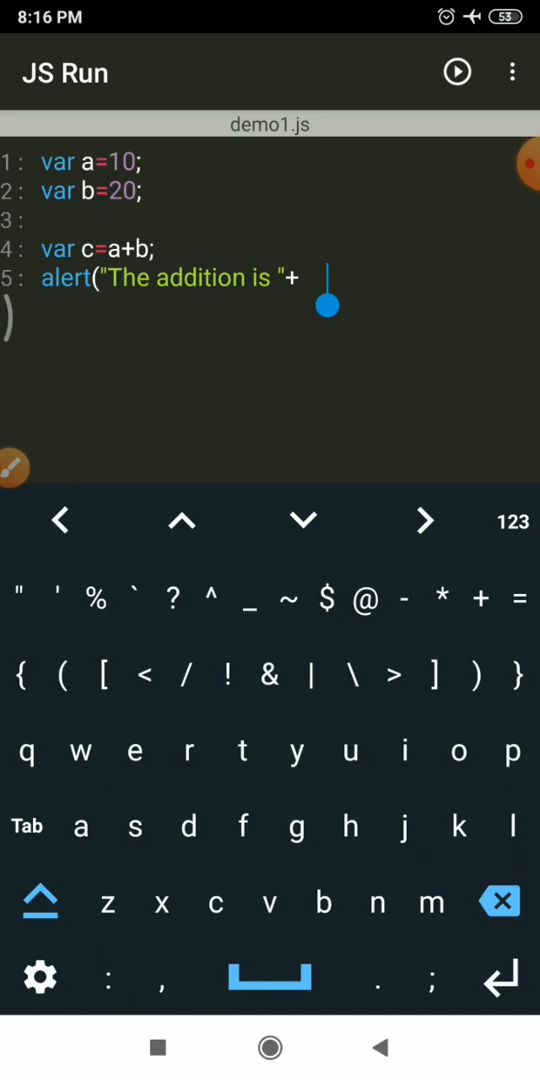 8:16 PM 53
JS Run
demo1.js
1: var a=10;
2: var b=20;
3:
4: var c=a+b;
5: alert("The addition is "+
)
123
" ' % ` ? ^ _ ~ $ @ - * + =
{ ( [ < / ! & | \ > ] ) }
q w e r t y u i o p
Tab a s d f g h j k l
z x c v b n m
: , . ;